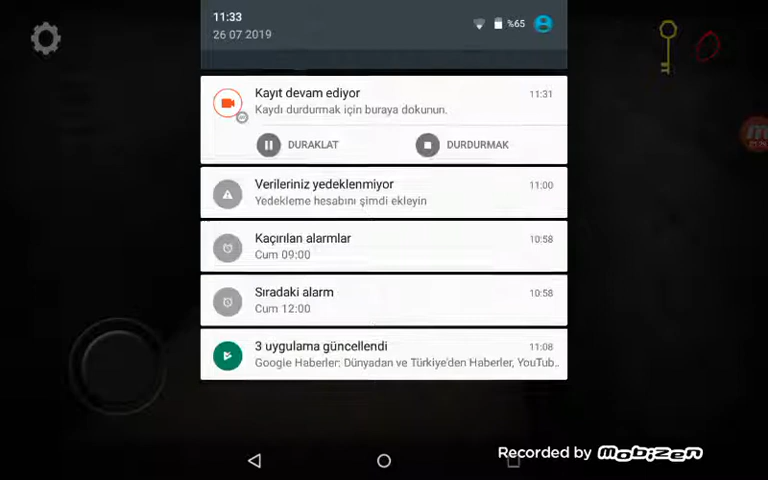 11:33
%65
26 07 2019
Kayıt devam ediyor
11:31
Kaydı durdurmak için buraya dokunun.
DURAKLAT
DURDURMAK
Verileriniz yedeklenmiyor
11:00
Yedekleme hesabını şimdi ekleyin
Kaçırılan alarmlar
10:58
Cum 09:00
Sıradaki alarm
10:58
Cum 12:00
3 uygulama güncellendi
11:08
Google Haberler: Dünyadan ve Türkiye'den Haberler, YouTub..
Recorded by mobizen